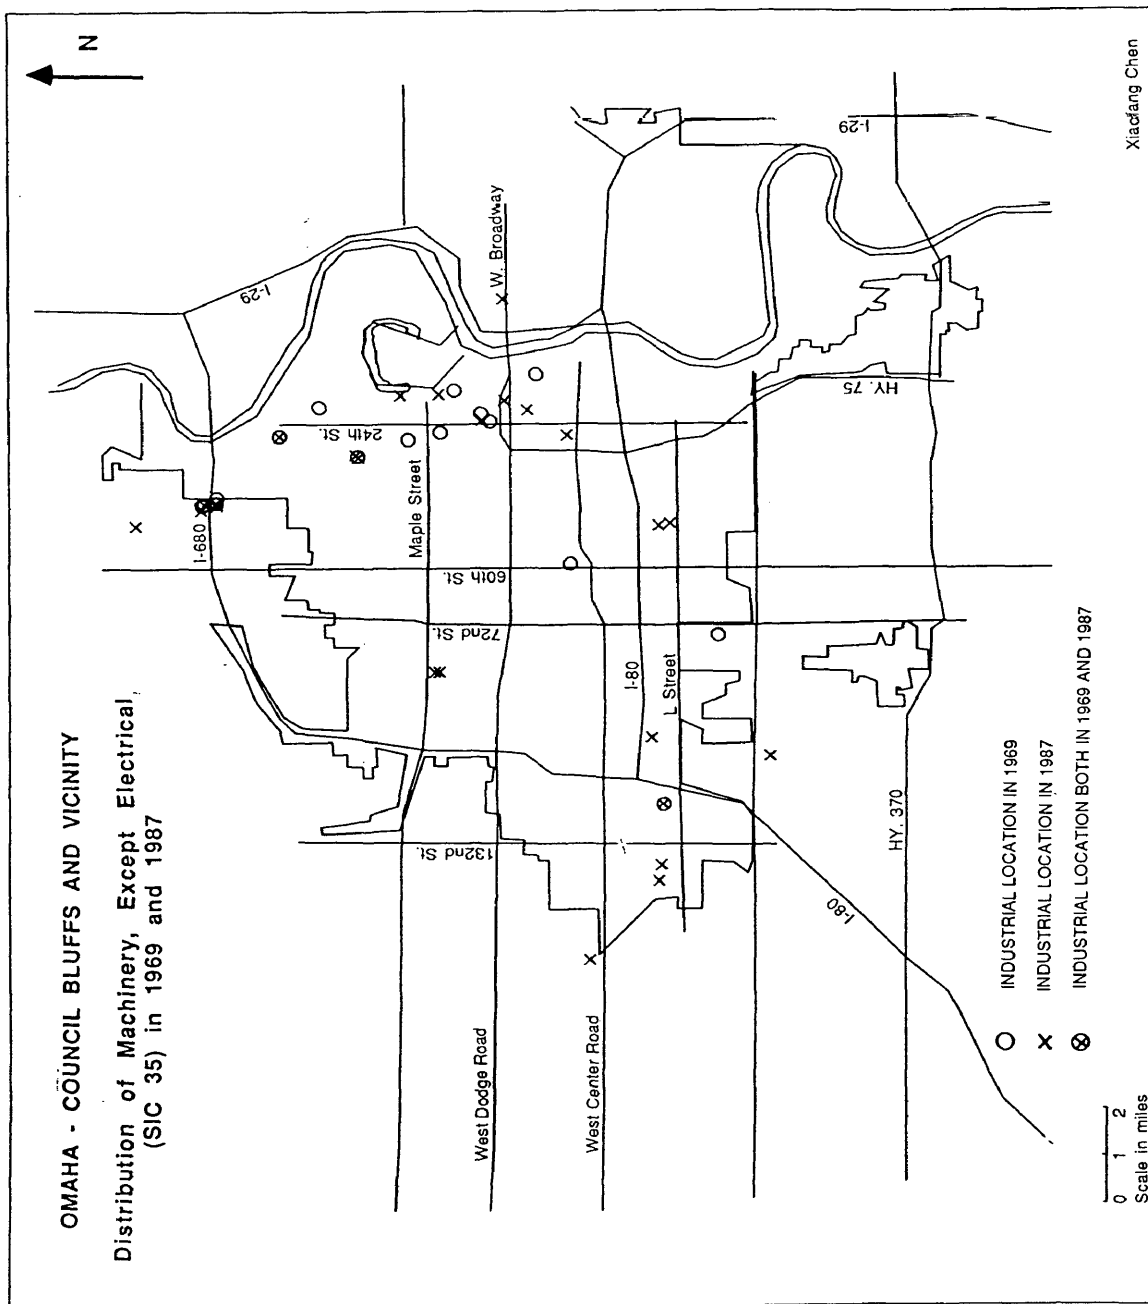 OMAHA - COUNCIL BLUFFS AND VICINITY
Distribution of Machinery, Except Electrical,
(SIC 35) in 1969 and 1987
N
I-29
I-680
24th St.
Maple Street
W. Broadway
60th St.
72nd St.
132nd St.
West Dodge Road
West Center Road
I-80
L Street
HY. 75
I-29
HY. 370
I-80
INDUSTRIAL LOCATION IN 1969
INDUSTRIAL LOCATION IN 1987
INDUSTRIAL LOCATION BOTH IN 1969 AND 1987
0 1 2
Scale in miles
Xiaofang Chen